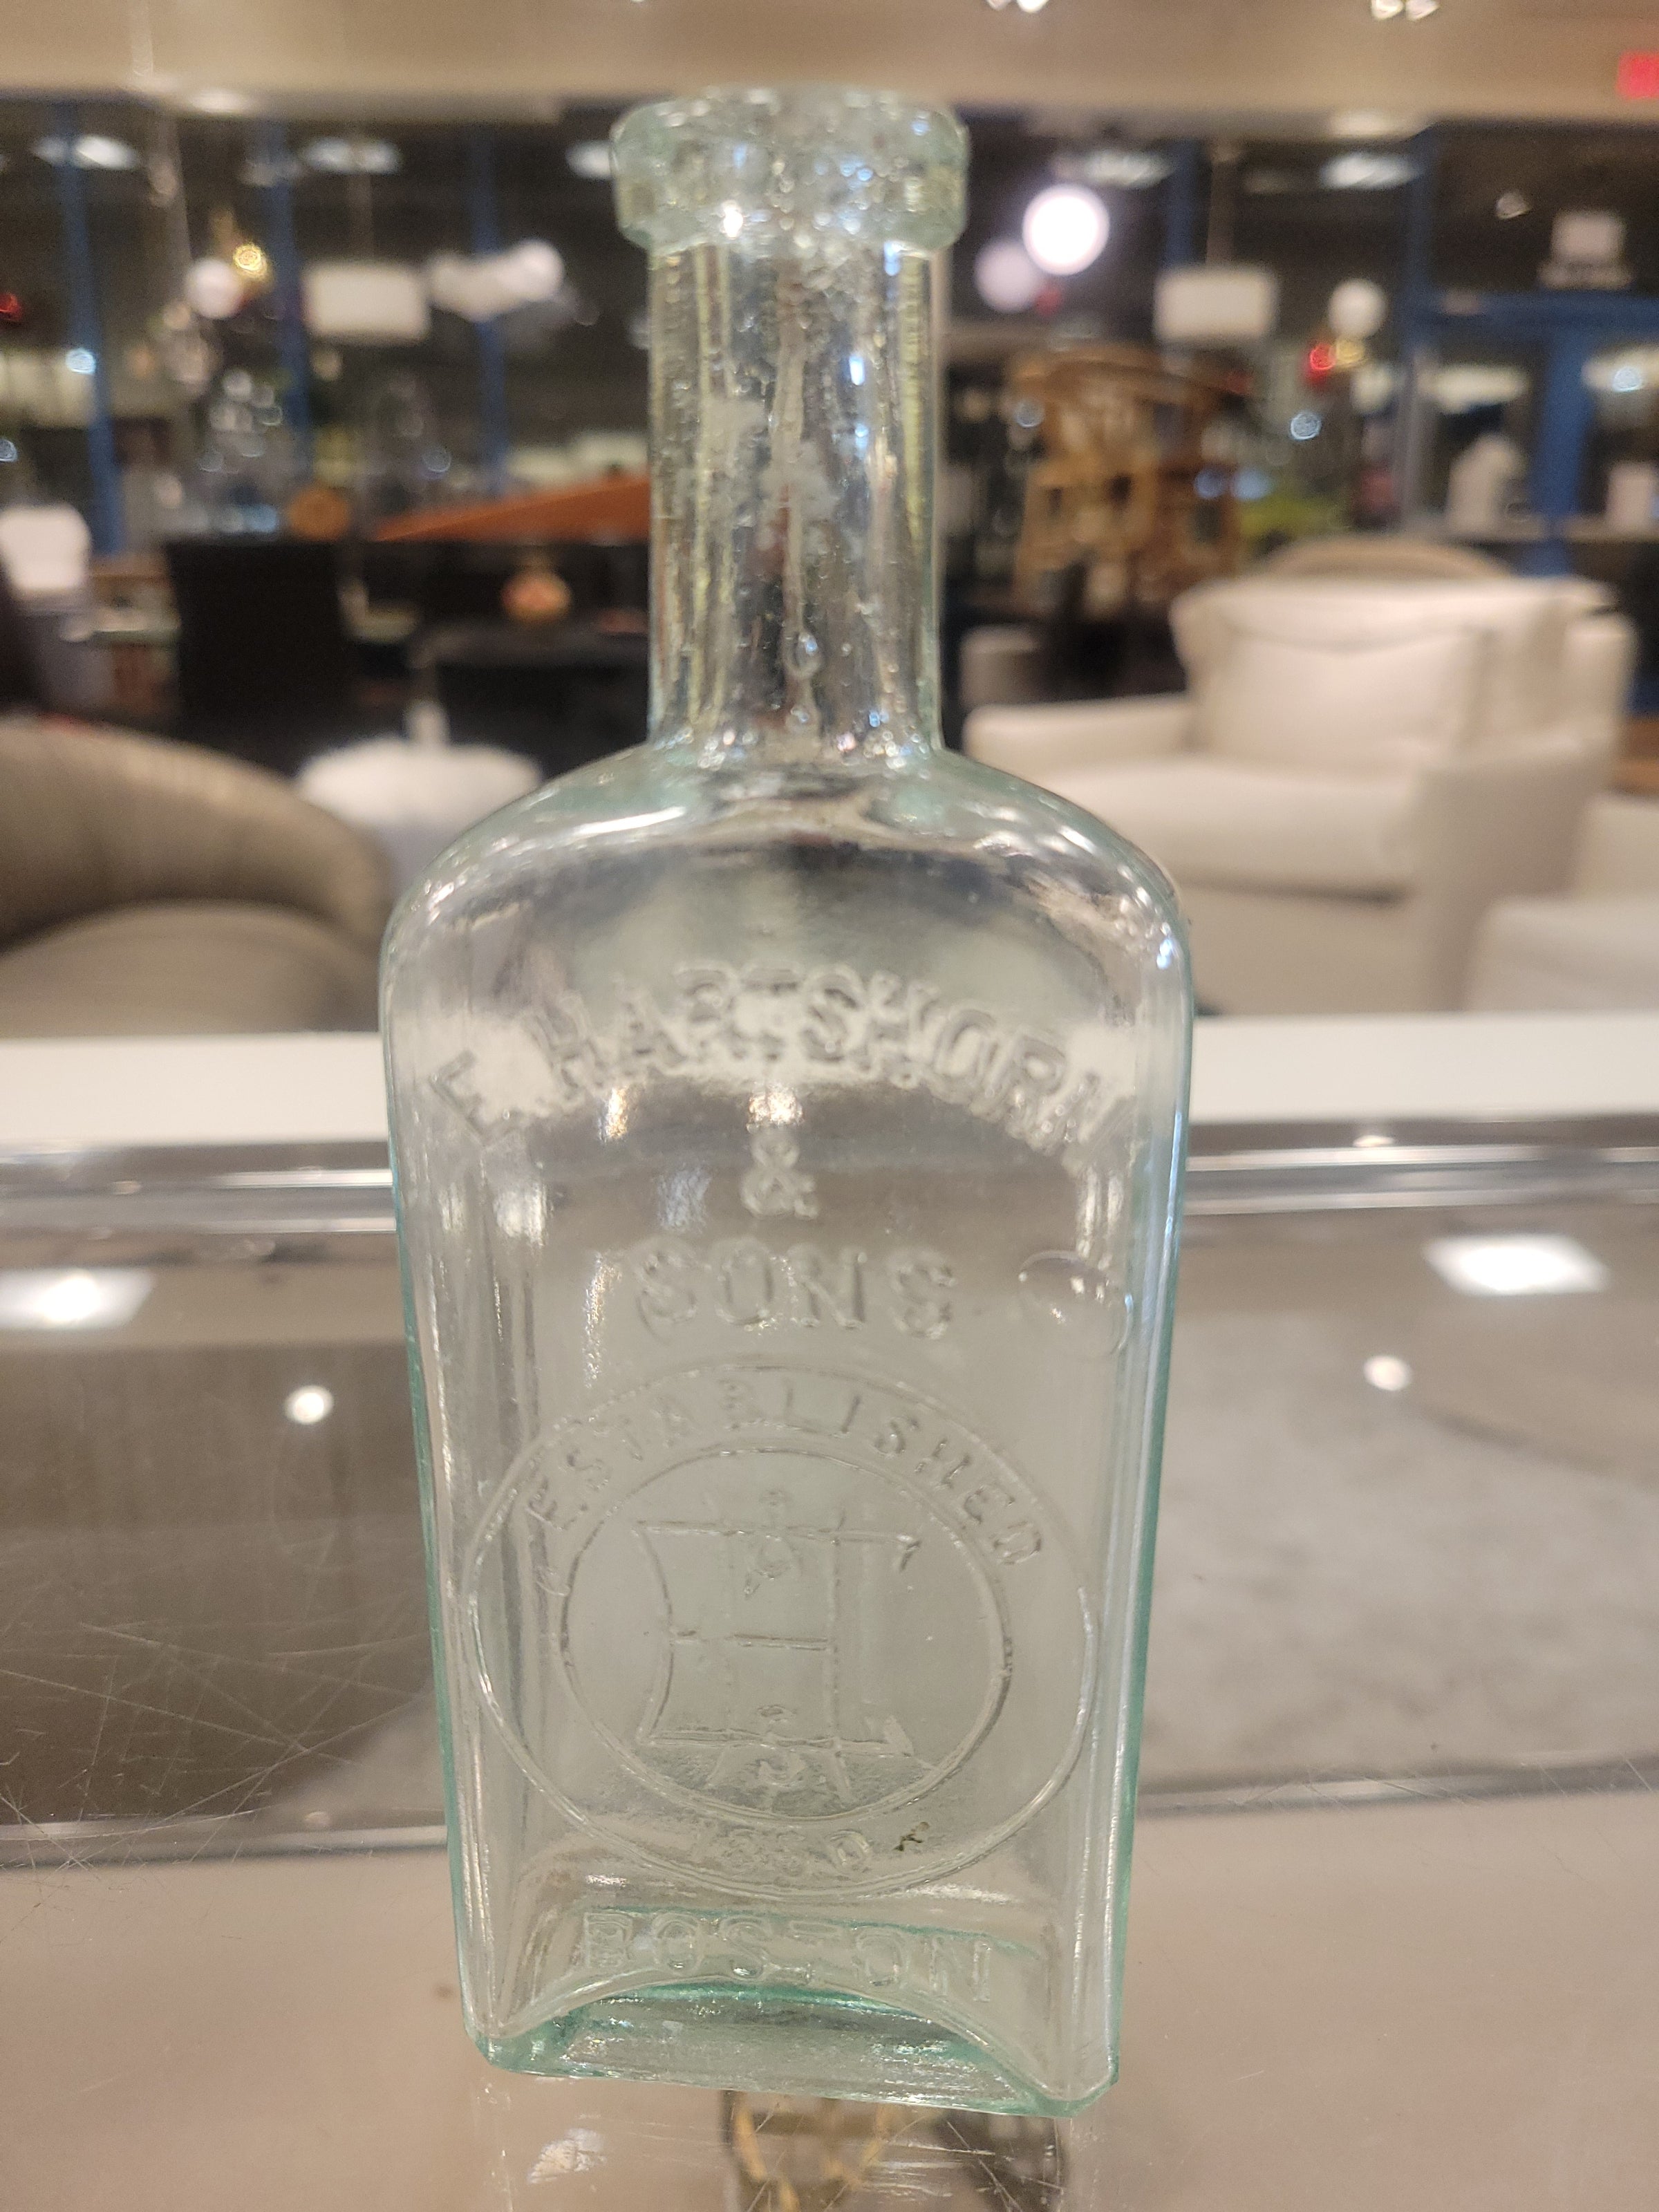 E. HARTSHORN
&
SONS
ESTABLISHED
H
1850
BOSTON